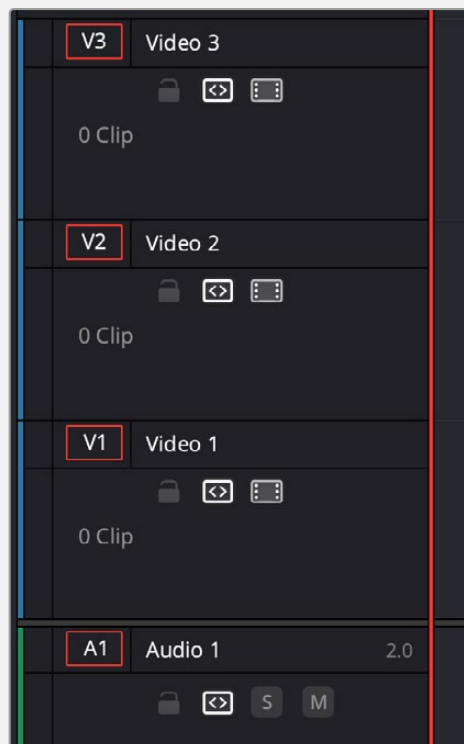 V3 Video 3
0 Clip
V2 Video 2
0 Clip
V1 Video 1
0 Clip
A1 Audio 1 2.0
S M